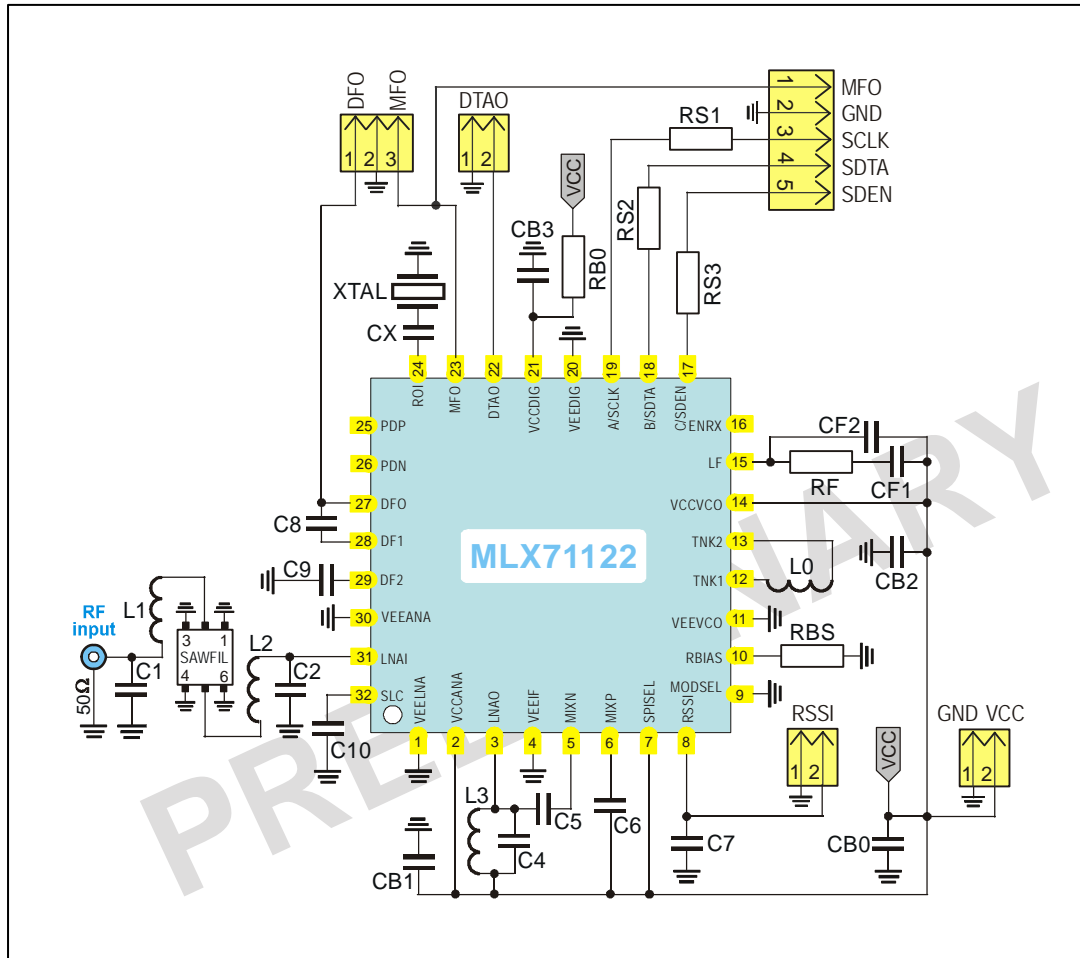 DFO
MFO
1
2
3
DTAO
1
2
1
2
3
4
5
MFO
GND
SCLK
SDTA
SDEN
RS1
RS2
RS3
VCC
CB3
RB0
XTAL
CX
24
23
22
21
20
19
18
17
ROI
MFO
DTAO
VCCDIG
VEEDIG
A/SCLK
B/SDTA
C/SDEN
25 PDP
26 PDN
27 DFO
28 DF1
29 DF2
30 VEEANA
31 LNAI
32 SLC
ENRX 16
LF 15
VCCVCO 14
TNK2 13
TNK1 12
VEEVCO 11
RBIAS 10
MODSEL 9
MLX71122
CF2
RF
CF1
L0
CB2
RBS
C8
C9
L1
RF
input
50Ω
C1
3
1
SAWFIL
4
6
L2
C2
C10
VEELNA
VCCANA
LNAO
VEEIF
MIXN
MIXP
SPISEL
RSSI
1
2
3
4
5
6
7
8
L3
C4
C5
C6
C7
CB1
RSSI
1
2
VCC
CB0
GND VCC
1
2
PRELIMINARY